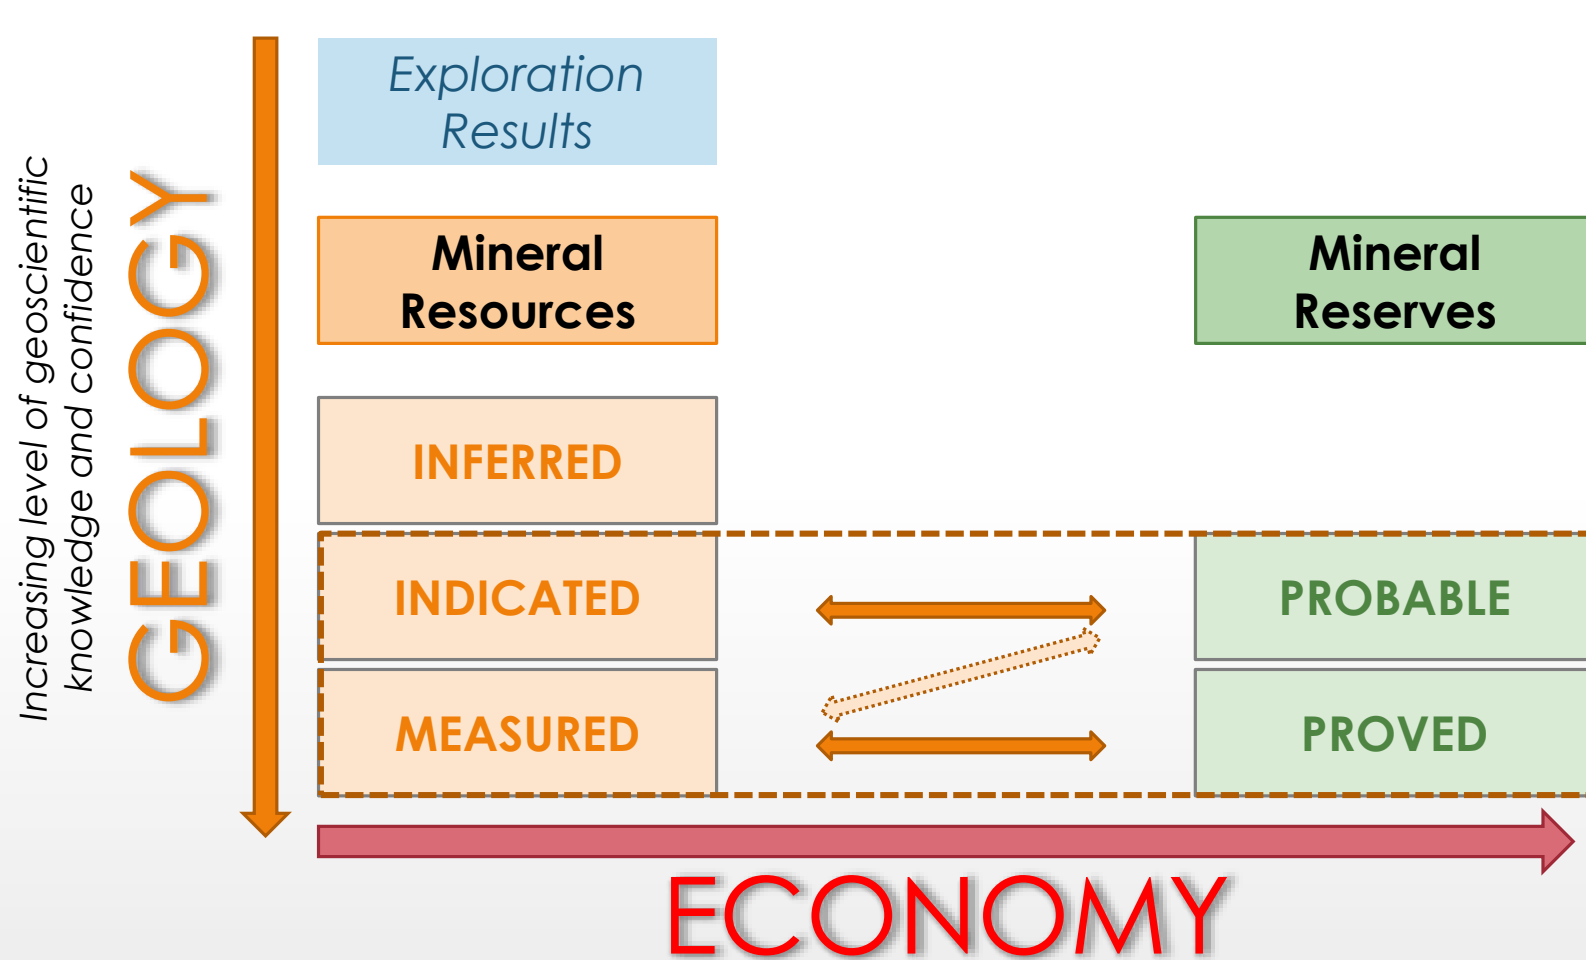 Increasing level of geoscientific
knowledge and confidence
GEOLOGY
Exploration
Results
Mineral
Resources
Mineral
Reserves
INFERRED
INDICATED
PROBABLE
MEASURED
PROVED
ECONOMY